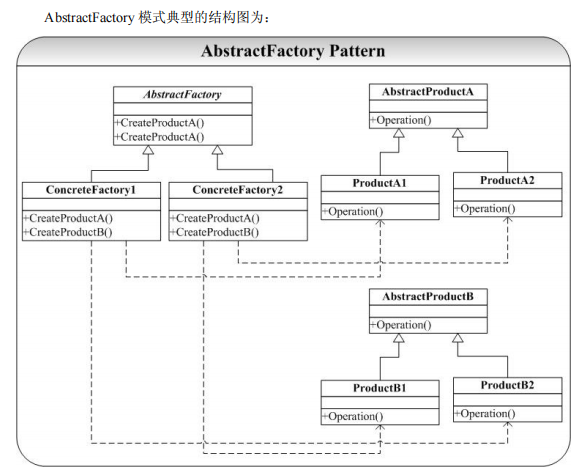 AbstractFactory 模式典型的结构图为：
AbstractFactory Pattern
AbstractFactory
+CreateProductA()
+CreateProductA()
AbstractProductA
+Operation()
ConcreteFactory1
+CreateProductA()
+CreateProductB()
ConcreteFactory2
+CreateProductA()
+CreateProductB()
ProductA1
+Operation()
ProductA2
+Operation()
AbstractProductB
+Operation()
ProductB1
+Operation()
ProductB2
+Operation()